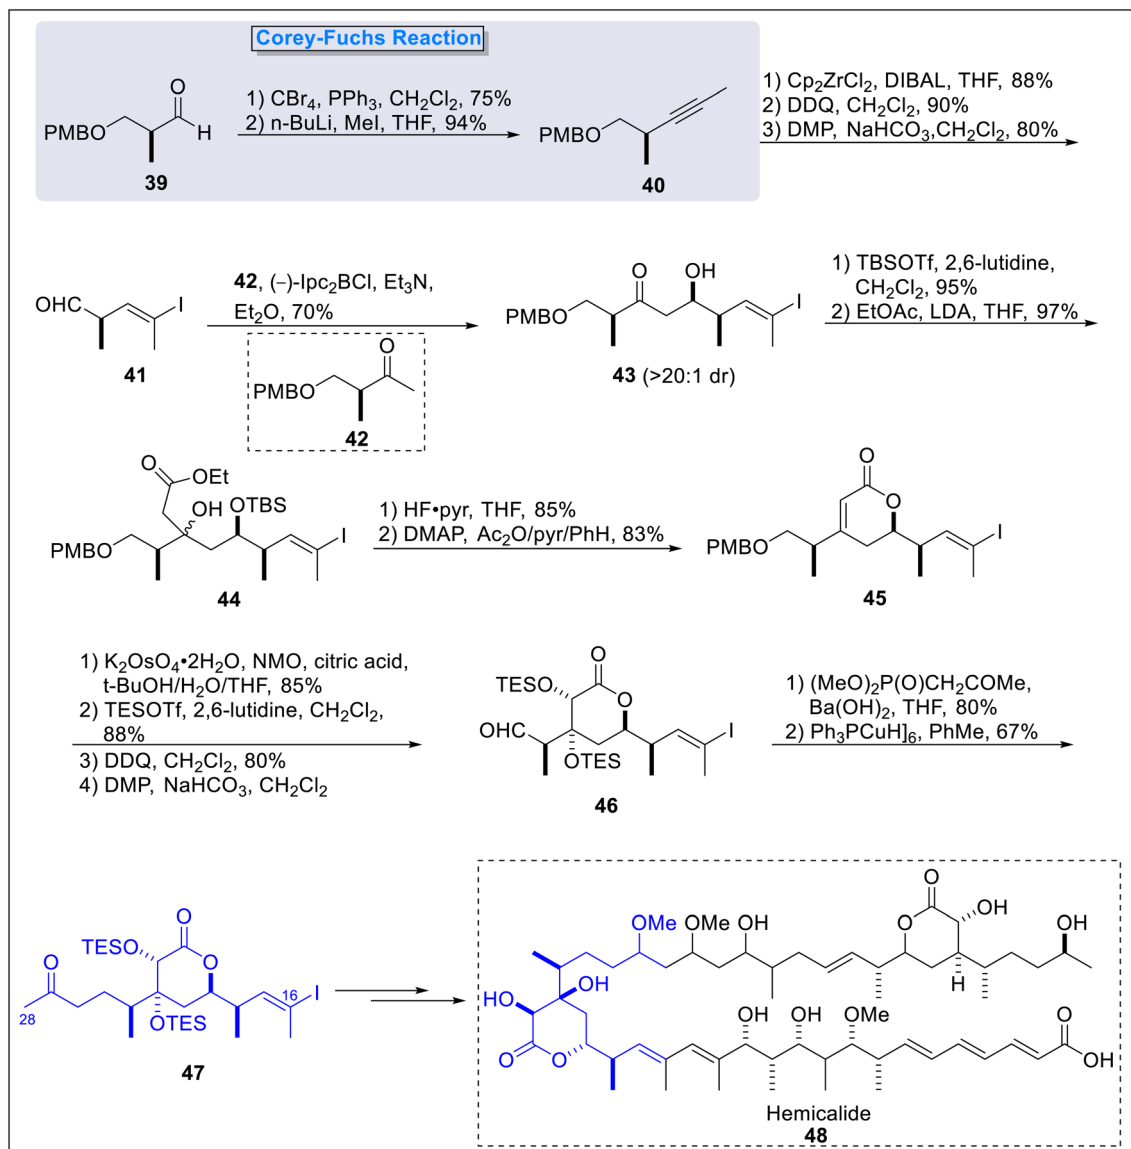 Corey-Fuchs Reaction
O
PMBO
H
39
1) CBr4, PPh3, CH2Cl2, 75%
2) n-BuLi, MeI, THF, 94%
PMBO
40
1) Cp2ZrCl2, DIBAL, THF, 88%
2) DDQ, CH2Cl2, 90%
3) DMP, NaHCO3,CH2Cl2, 80%
OHC
I
41
42, (–)-Ipc2BCl, Et3N,
Et2O, 70%
O
PMBO
42
O
OH
PMBO
I
43 (>20:1 dr)
1) TBSOTf, 2,6-lutidine,
CH2Cl2, 95%
2) EtOAc, LDA, THF, 97%
O
OEt
OH
OTBS
PMBO
I
44
1) HF•pyr, THF, 85%
2) DMAP, Ac2O/pyr/PhH, 83%
O
O
PMBO
I
45
1) K2OsO4•2H2O, NMO, citric acid,
t-BuOH/H2O/THF, 85%
2) TESOTf, 2,6-lutidine, CH2Cl2,
88%
3) DDQ, CH2Cl2, 80%
4) DMP, NaHCO3, CH2Cl2
O
TESO
O
OHC
I
OTES
46
1) (MeO)2P(O)CH2COMe,
Ba(OH)2, THF, 80%
2) Ph3PCuH]6, PhMe, 67%
O
TESO
O
O
16
I
28
OTES
47
O
OH
O
OMe
OMe
OH
OH
H
HO
OH
OH
OH
OMe
O
O
O
OH
Hemicalide
48